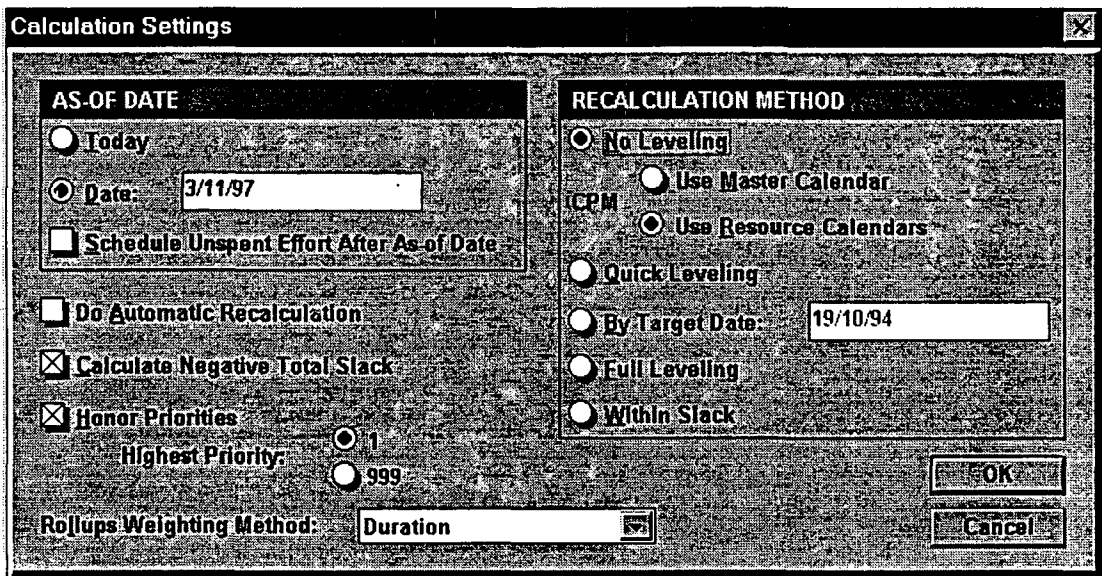 Calculation Settings
AS-OF DATE
Today
Date: 3/11/97
Schedule Unspent Effort After As-of Date
Do Automatic Recalculation
Calculate Negative Total Slack
Honor Priorities
Highest Priority: 1
999
Rollups Weighting Method: Duration
RECALCULATION METHOD
No Leveling
CPM
Use Master Calendar
Use Resource Calendars
Quick Leveling
By Target Date: 19/10/94
Full Leveling
Within Slack
OK
Cancel